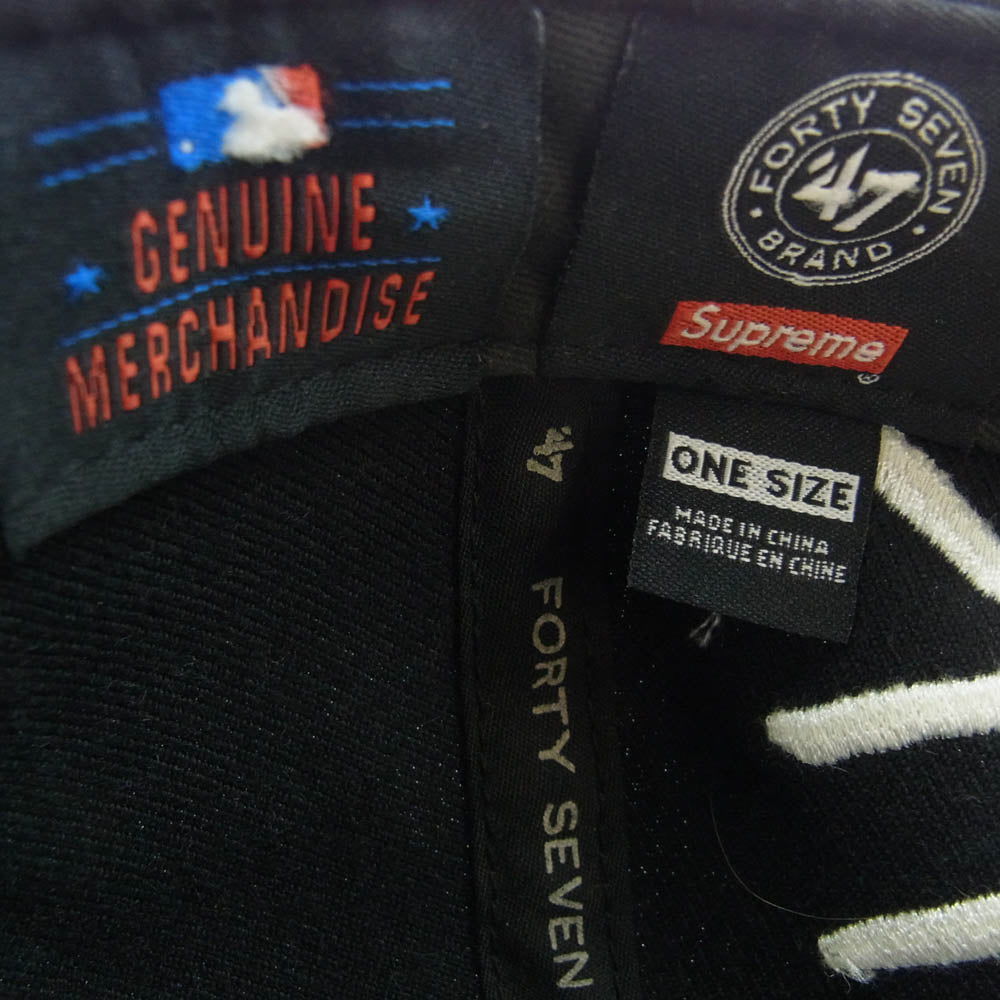 GENUINE
MERCHANDISE
FORTY SEVEN
'47
BRAND
Supreme
®
ONE SIZE
MADE IN CHINA
FABRIQUE EN CHINE
'47
FORTY SEVEN